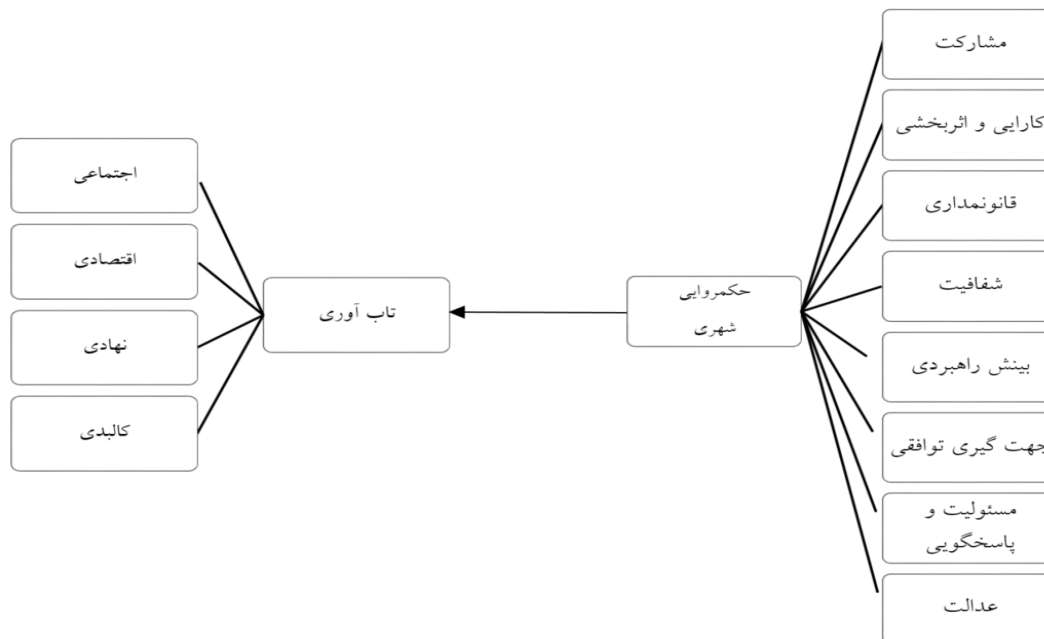 مشارکت
کارایی و اثربخشی
قانونمداری
شفافیت
بینش راهبردی
جهت گیری توافقی
مسئولیت و
پاسخگویی
عدالت
حکمروایی
شهری
تاب آوری
اجتماعی
اقتصادی
نهادی
کالبدی